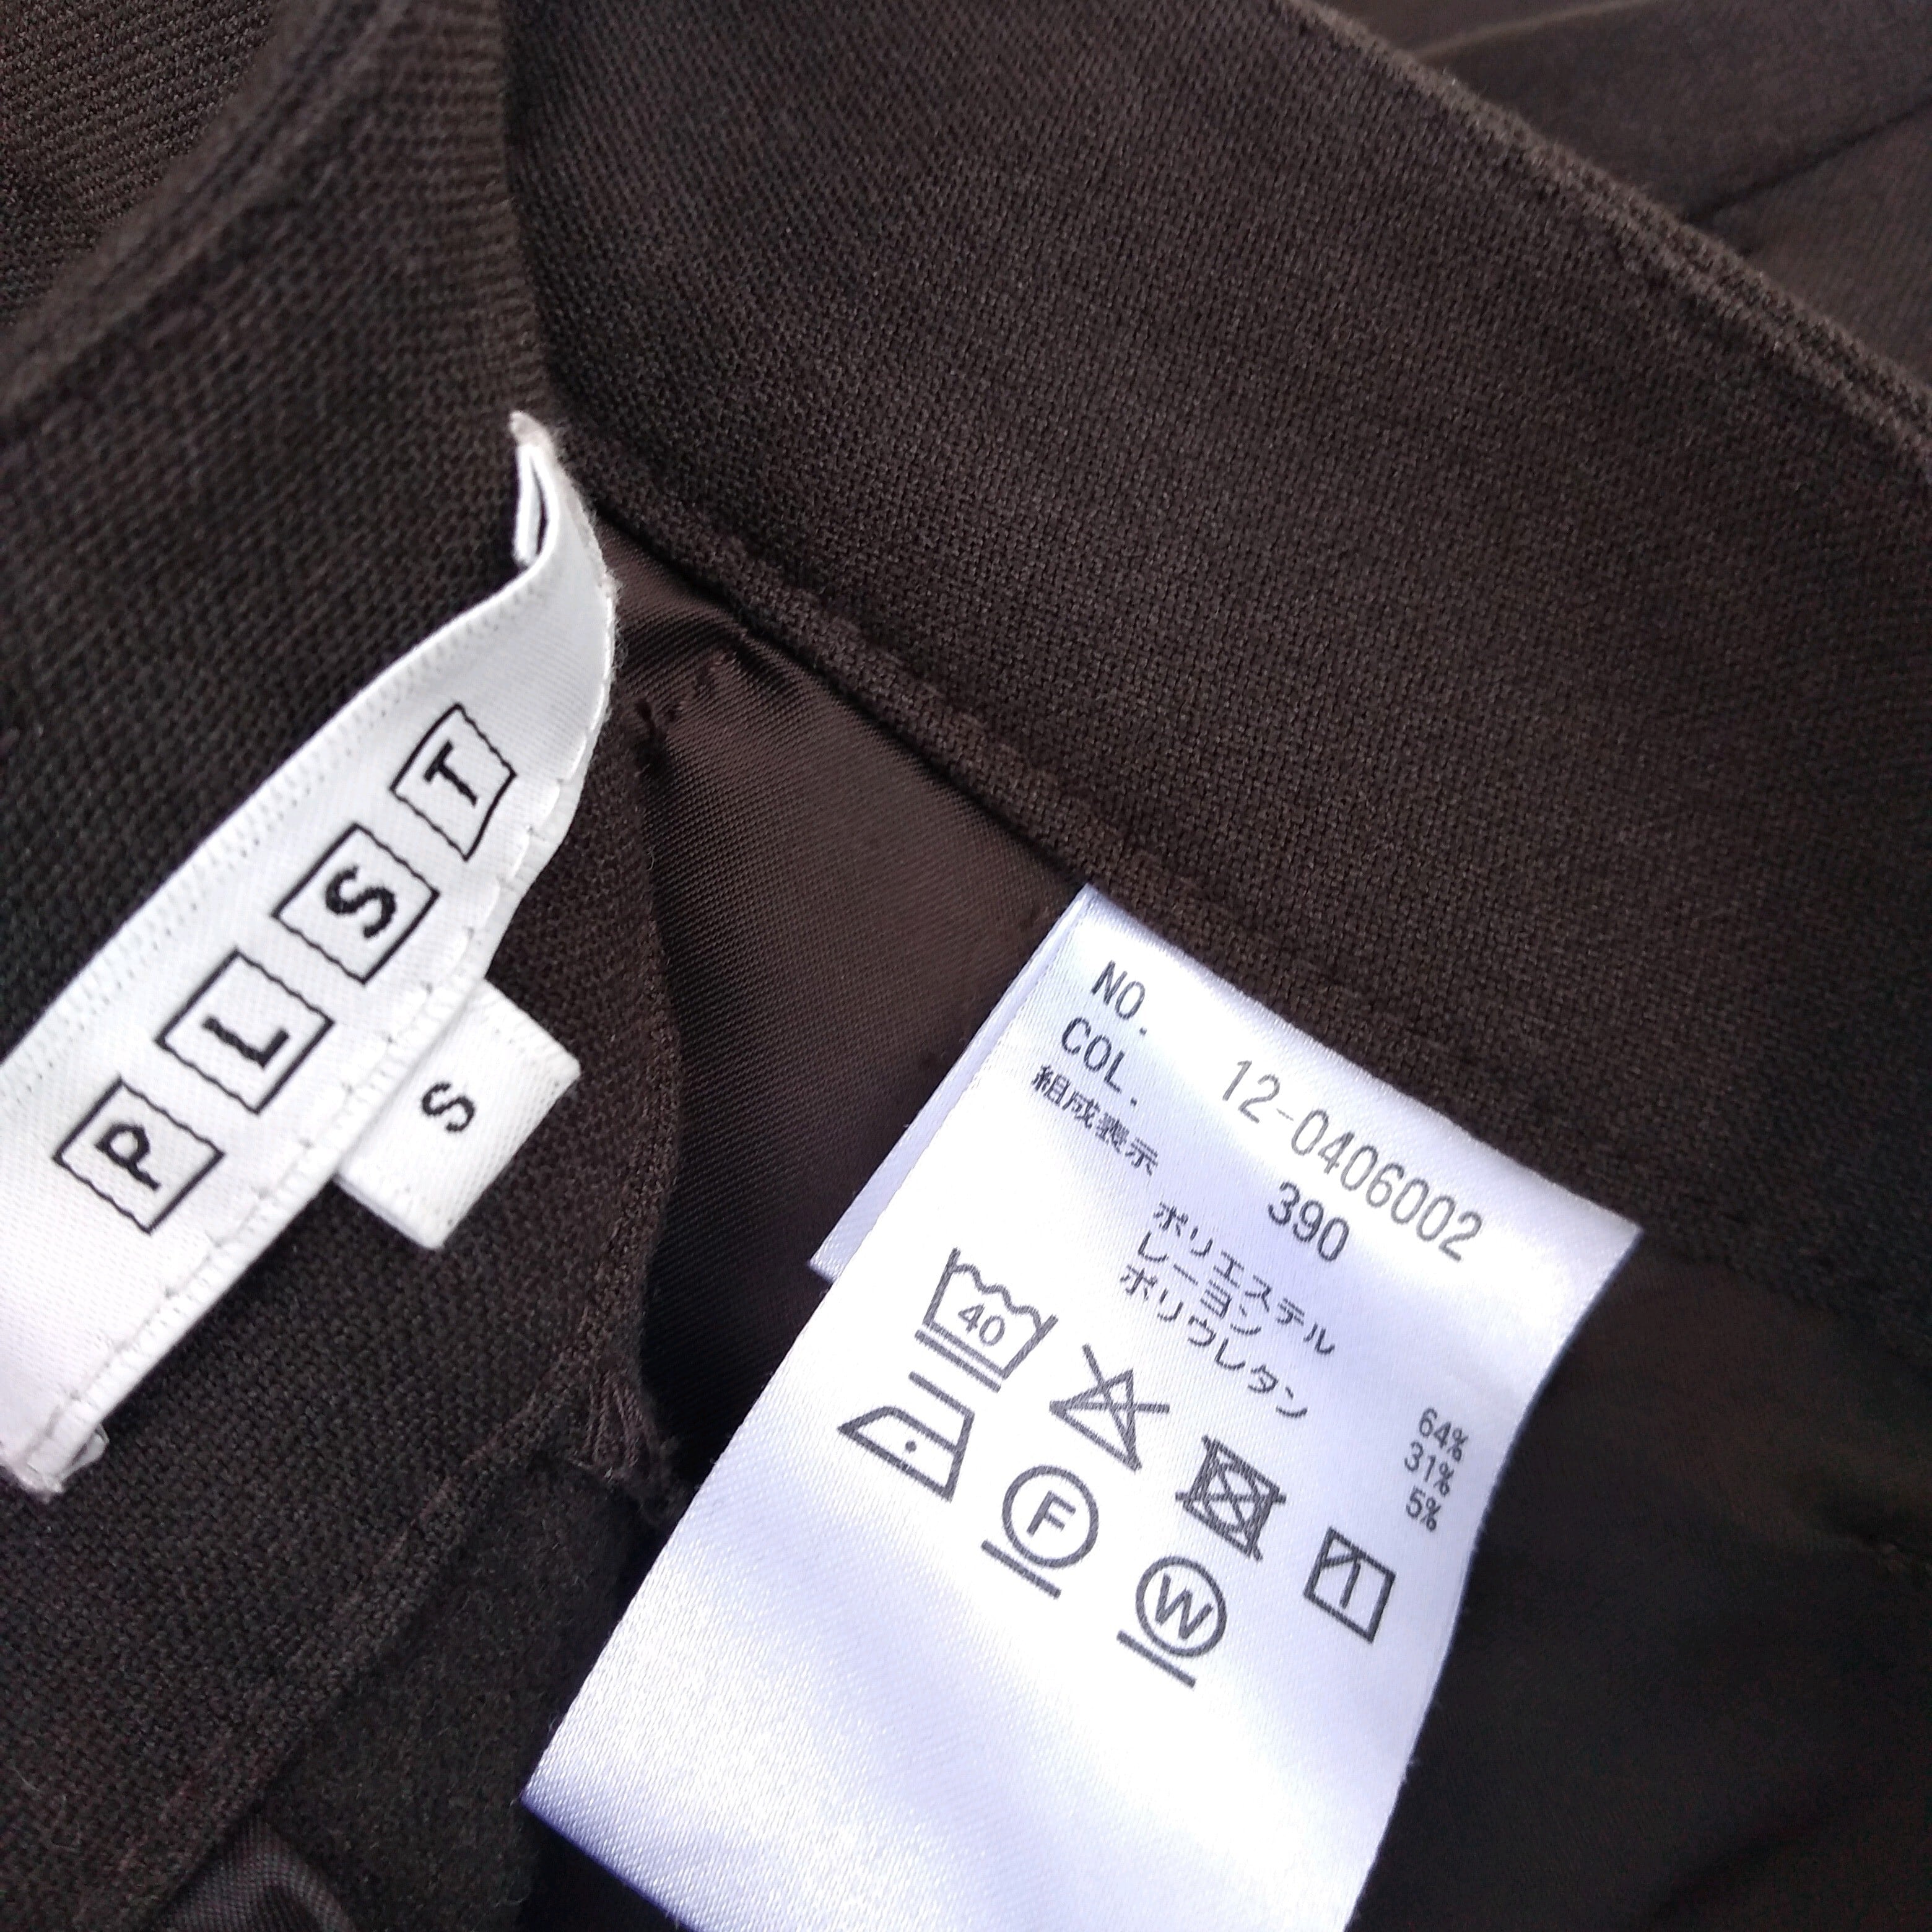 PLST
S
NO. 12-0406002
COL. 390
組成表示
ポリエステル 64%
レーヨン 31%
ポリウレタン 5%
40
F
W